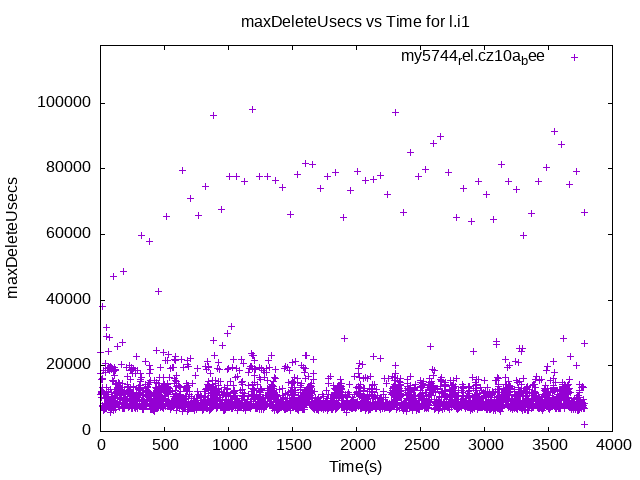 maxDeleteUsecs vs Time for l.i1
my5744rel.cz10abee
100000
80000
60000
40000
20000
0
maxDeleteUsecs
0 500 1000 1500 2000 2500 3000 3500 4000
Time(s)